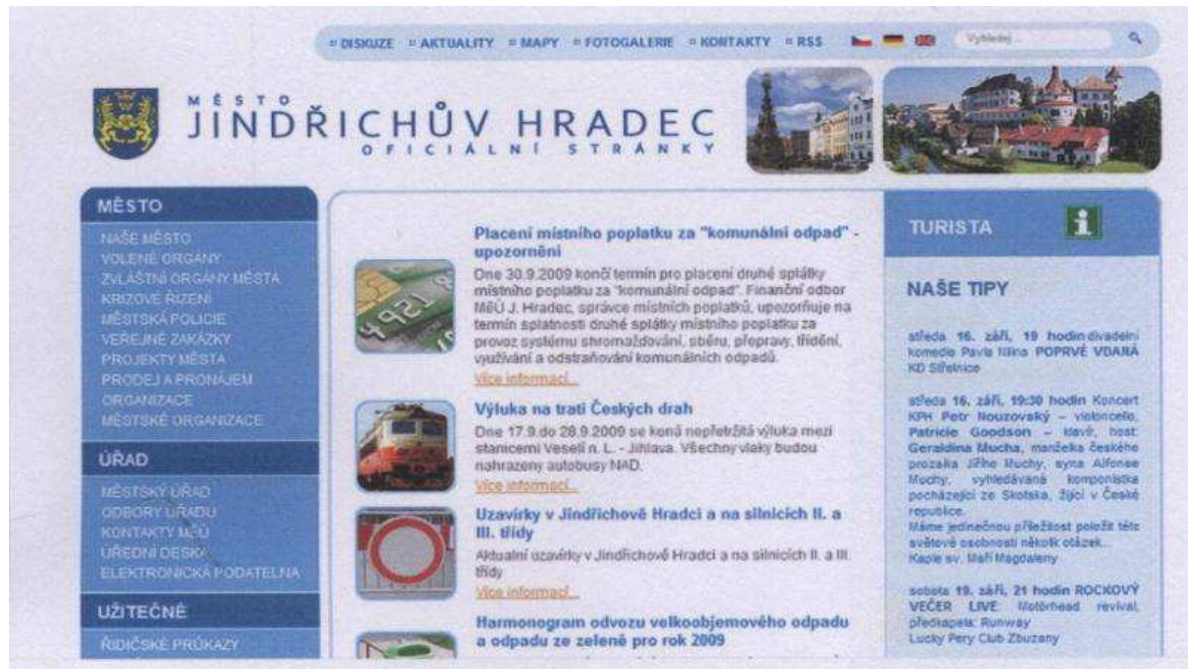 DISKUZE AKTUALITY MAPY FOTOGALERIE KONTAKTY RSS Vyhledej ...
MĚSTO
JINDŘICHŮV HRADEC
OFICIÁLNÍ STRÁNKY
MĚSTO
NAŠE MĚSTO
VOLENÉ ORGÁNY
ZVLÁŠTNÍ ORGÁNY MĚSTA
KRIZOVÉ ŘÍZENÍ
MĚSTSKÁ POLICIE
VEŘEJNÉ ZAKÁZKY
PROJEKTY MĚSTA
PRODEJ A PRONÁJEM
ORGANIZACE
MĚSTSKÉ ORGANIZACE
ÚŘAD
MĚSTSKÝ ÚŘAD
ODBORY ÚŘADU
KONTAKTY MĚÚ
ÚŘEDNÍ DESKA
ELEKTRONICKÁ PODATELNA
UŽITEČNÉ
ŘIDIČSKÉ PRŮKAZY
Placení místního poplatku za "komunální odpad" -
upozornění
Dne 30.9.2009 končí termín pro placení druhé splátky
místního poplatku za "komunální odpad". Finanční odbor
MěÚ J. Hradec, správce místních poplatků, upozorňuje na
termín splatnosti druhé splátky místního poplatku za
provoz systému shromažďování, sběru, přepravy, třídění,
využívání a odstraňování komunálních odpadů.
Více informací...
Výluka na trati Českých drah
Dne 17.9.do 28.9.2009 se koná nepřetržitá výluka mezi
stanicemi Veselí n. L. - Jihlava. Všechny vlaky budou
nahrazeny autobusy NAD.
Více informací...
Uzavírky v Jindřichově Hradci a na silnicích II. a
III. třídy
Aktuální uzavírky v Jindřichově Hradci a na silnicích II. a III.
třídy
Více informací...
Harmonogram odvozu velkoobjemového odpadu
a odpadu ze zeleně pro rok 2009
TURISTA i
NAŠE TIPY
středa 16. září, 19 hodin divadelní
komedie Pavla Nilina POPRVÉ VDANÁ
KD Střelnice
středa 16. září, 19:30 hodin Koncert
KPH Petr Nouzovský – violoncello,
Patricie Goodson – klavír, host:
Geraldina Mucha, manželka českého
prozaika Jiřího Muchy, syna Alfonse
Muchy, vyhledávaná komponistka
pocházející ze Skotska, žijící v České
republice.
Máme jedinečnou příležitost položit této
světové osobnosti několik otázek...
Kaple sv. Maří Magdaleny
sobota 19. září, 21 hodin ROCKOVÝ
VEČER LIVE: Motörhead revival,
předkapela: Runway
Lucky Pery Club Zbuzany